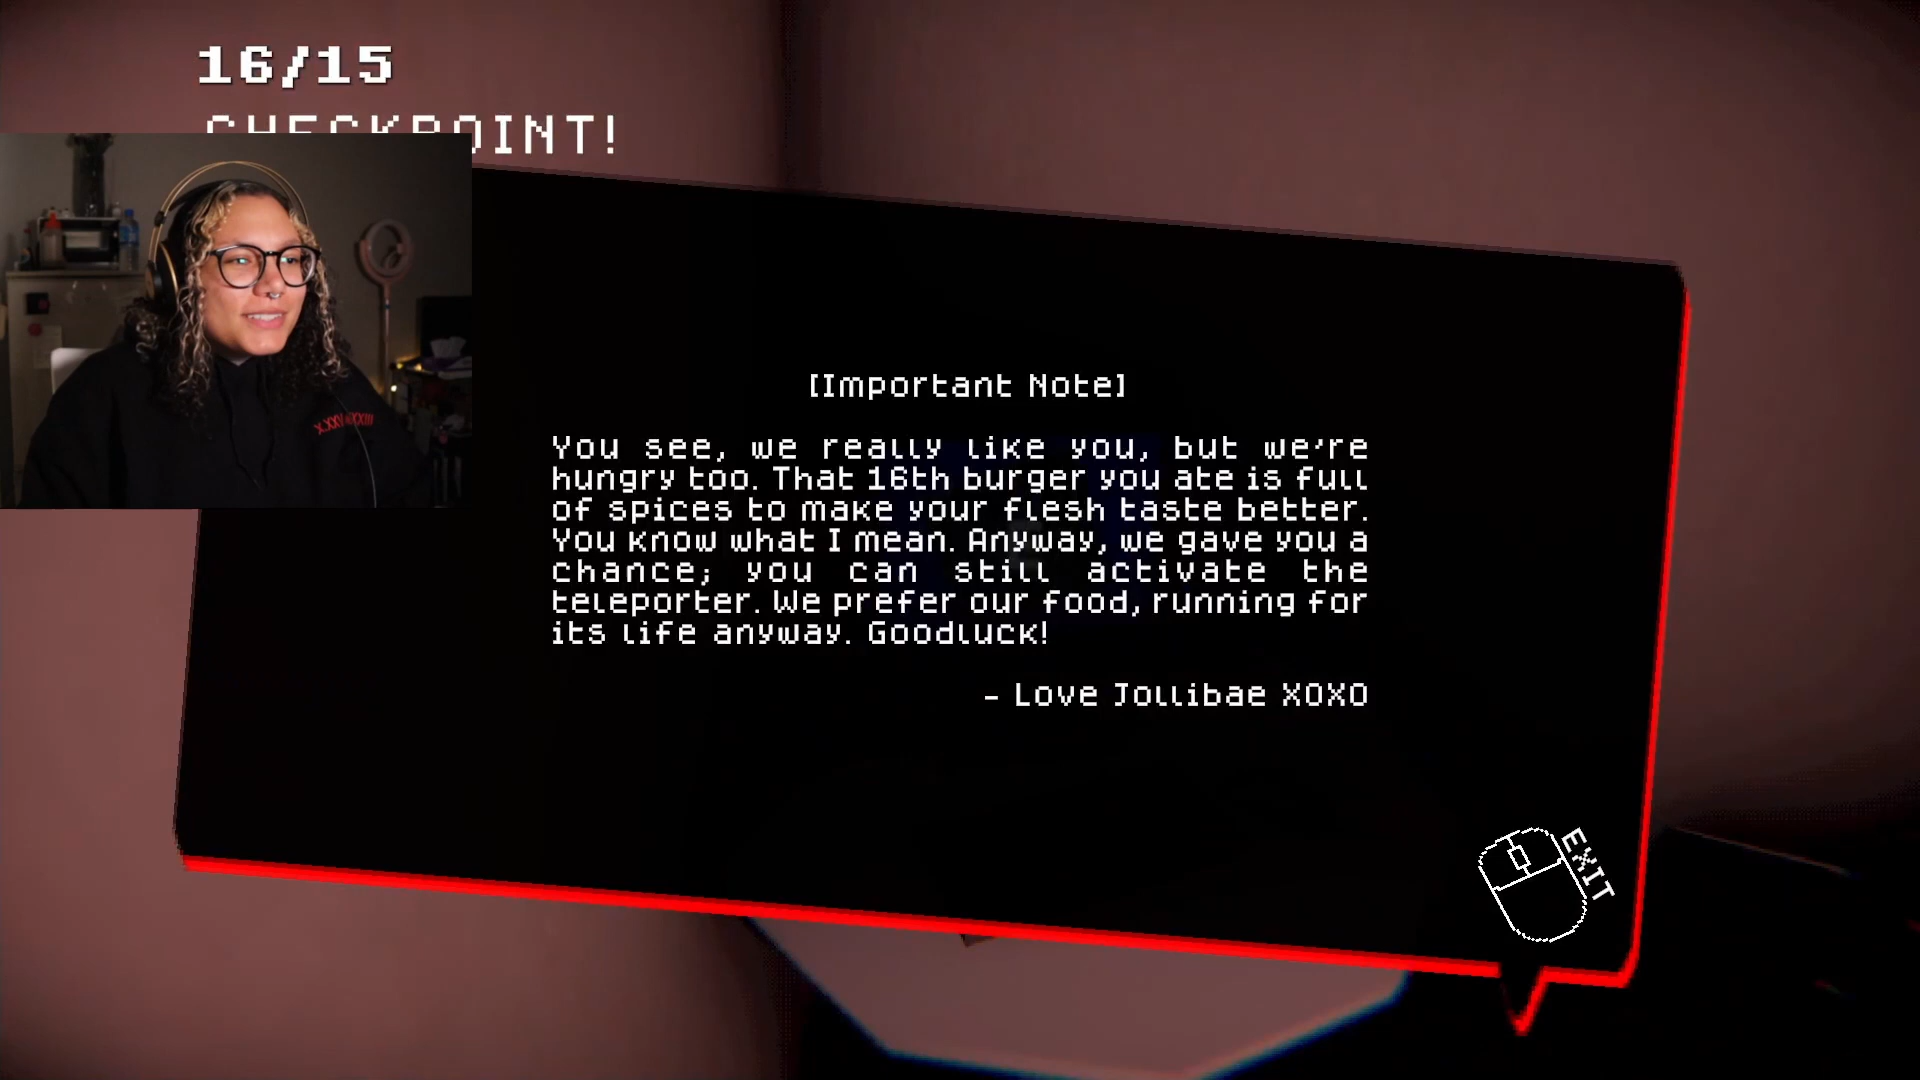 16/15
CHECKPOINT!
[Important Note]
You see, we really like you, but we're
hungry too. That 16th burger you ate is full
of spices to make your flesh taste better.
You know what I mean. Anyway, we gave you a
chance; you can still activate the
teleporter. We prefer our food, running for
its life anyway. Goodluck!
- Love Jollibae XOXO
EXIT